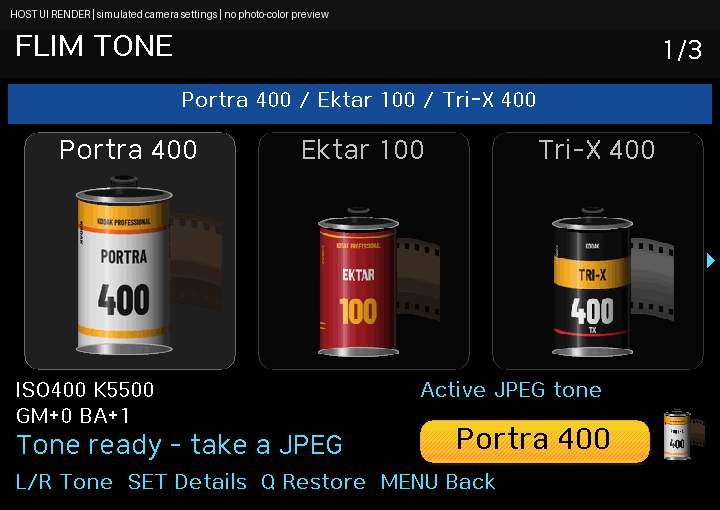 HOST UI RENDER | simulated camera settings | no photo-color preview
FLIM TONE
1/3
Portra 400 / Ektar 100 / Tri-X 400
Portra 400
Ektar 100
Tri-X 400
KODAK PROFESSIONAL
KODAK
PORTRA
400
KODAK PROFESSIONAL
EKTAR
100
KODAK
TRI-X
400
TX
ISO400 K5500
GM+0 BA+1
Active JPEG tone
Tone ready - take a JPEG
Portra 400
400
L/R Tone SET Details Q Restore MENU Back